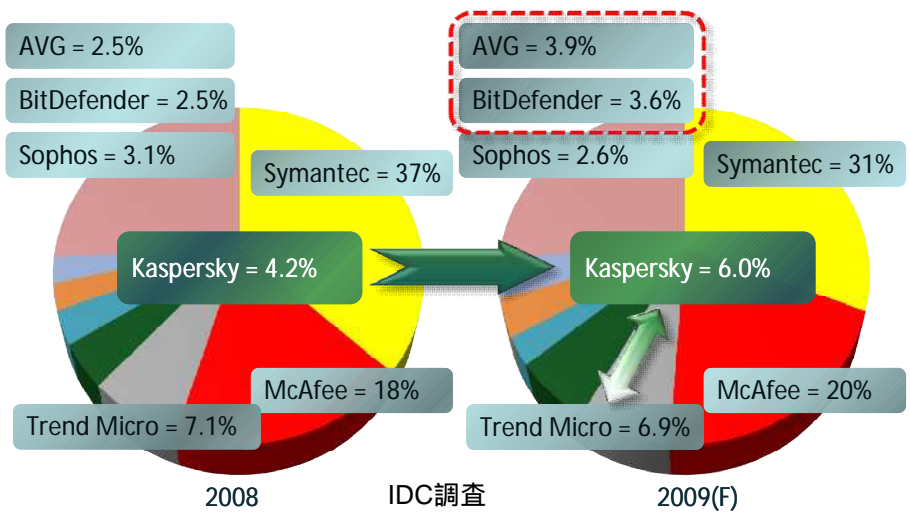 AVG = 2.5%
BitDefender = 2.5%
Sophos = 3.1%
Symantec = 37%
Kaspersky = 4.2%
McAfee = 18%
Trend Micro = 7.1%
2008
AVG = 3.9%
BitDefender = 3.6%
Sophos = 2.6%
Symantec = 31%
Kaspersky = 6.0%
McAfee = 20%
Trend Micro = 6.9%
2009(F)
IDC調査